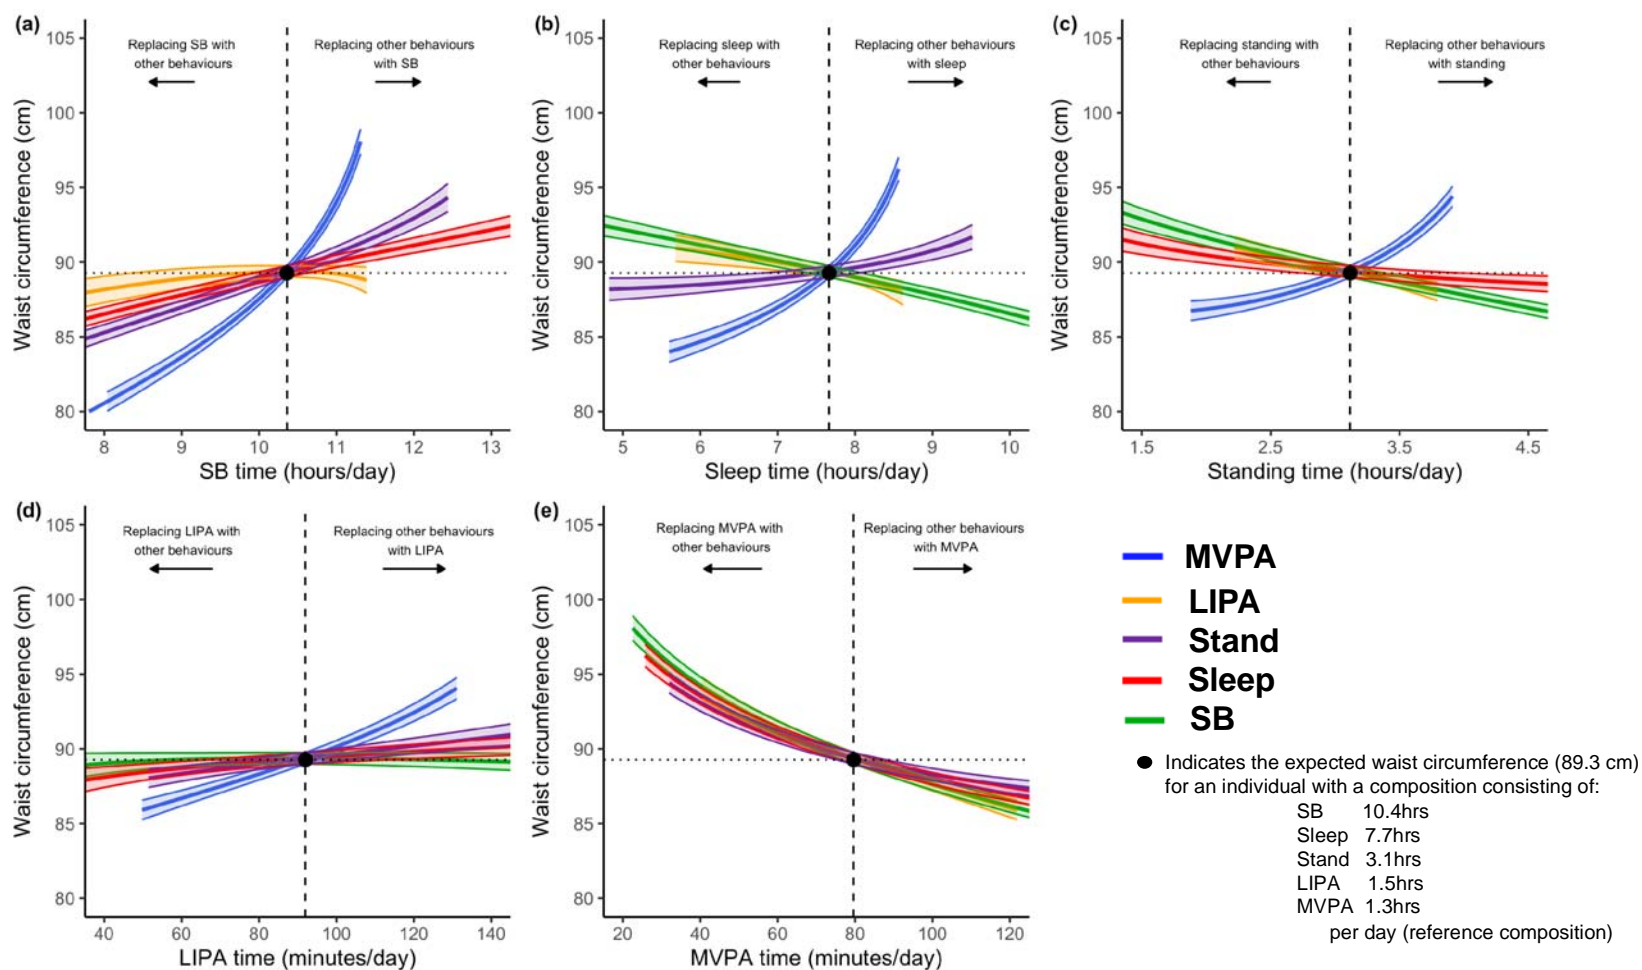 (a)
Replacing SB with
other behaviours
Replacing other behaviours
with SB
Waist circumference (cm)
105
100
95
90
85
80
8 9 10 11 12 13
SB time (hours/day)
(b)
Replacing sleep with
other behaviours
Replacing other behaviours
with sleep
Waist circumference (cm)
105
100
95
90
85
80
5 6 7 8 9 10
Sleep time (hours/day)
(c)
Replacing standing with
other behaviours
Replacing other behaviours
with standing
Waist circumference (cm)
105
100
95
90
85
80
1.5 2.5 3.5 4.5
Standing time (hours/day)
(d)
Replacing LIPA with
other behaviours
Replacing other behaviours
with LIPA
Waist circumference (cm)
105
100
95
90
85
80
40 60 80 100 120 140
LIPA time (minutes/day)
(e)
Replacing MVPA with
other behaviours
Replacing other behaviours
with MVPA
Waist circumference (cm)
105
100
95
90
85
80
20 40 60 80 100 120
MVPA time (minutes/day)
MVPA
LIPA
Stand
Sleep
SB
Indicates the expected waist circumference (89.3 cm)
for an individual with a composition consisting of:
SB 10.4hrs
Sleep 7.7hrs
Stand 3.1hrs
LIPA 1.5hrs
MVPA 1.3hrs
per day (reference composition)